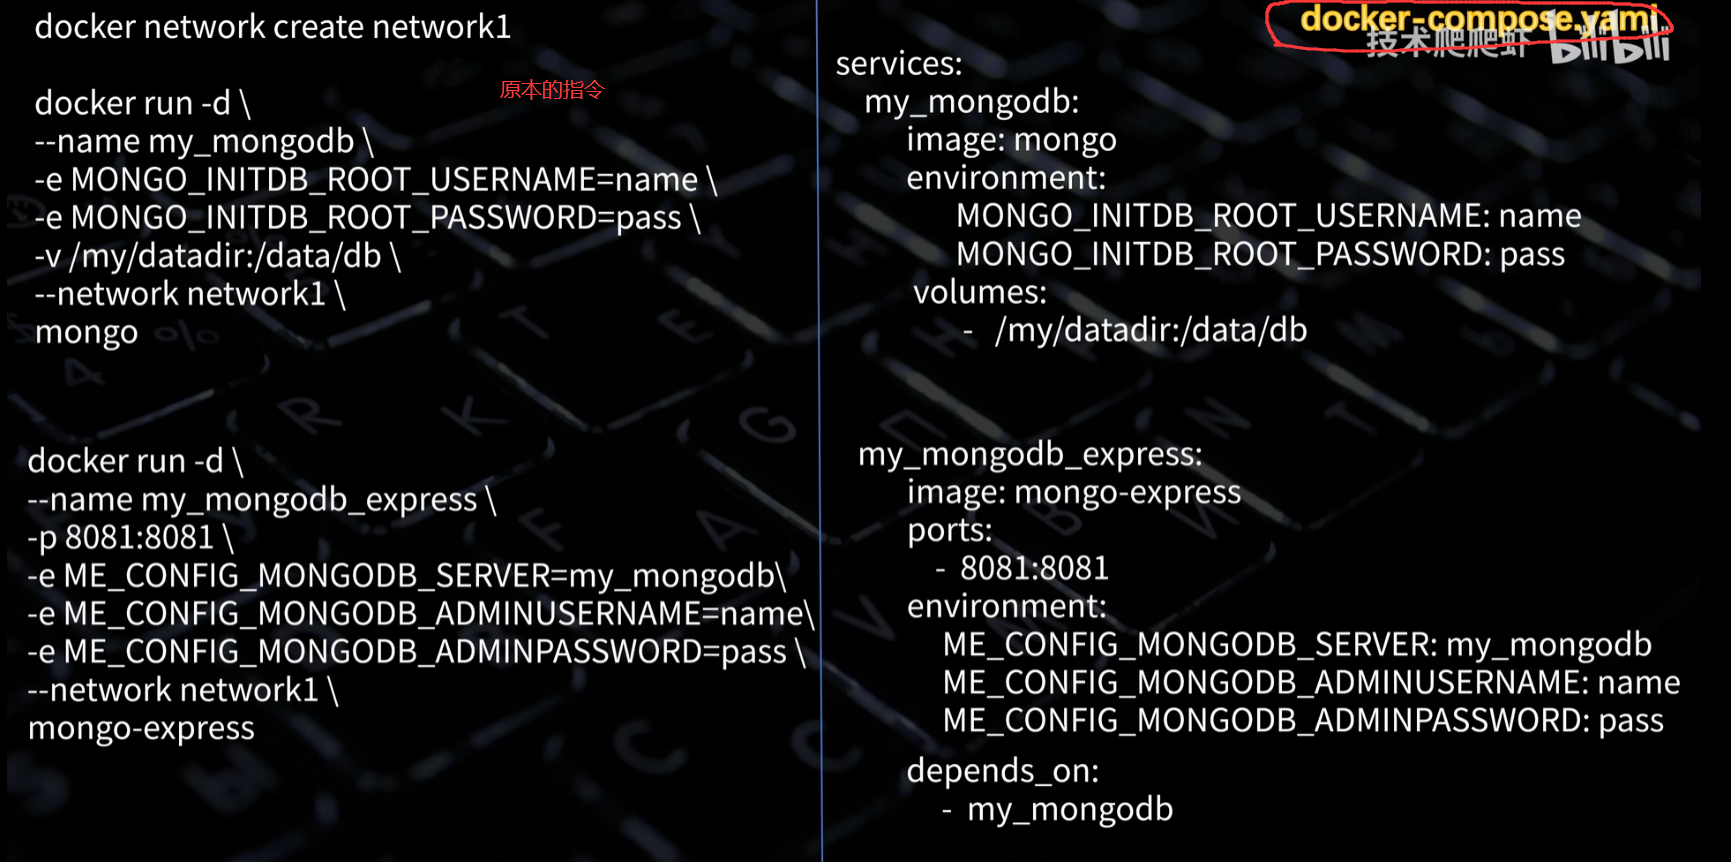 docker network create network1
原本的指令
docker run -d \
--name my_mongodb \
-e MONGO_INITDB_ROOT_USERNAME=name \
-e MONGO_INITDB_ROOT_PASSWORD=pass \
-v /my/datadir:/data/db \
--network network1 \
mongo
docker run -d \
--name my_mongodb_express \
-p 8081:8081 \
-e ME_CONFIG_MONGODB_SERVER=my_mongodb\
-e ME_CONFIG_MONGODB_ADMINUSERNAME=name\
-e ME_CONFIG_MONGODB_ADMINPASSWORD=pass \
--network network1 \
mongo-express
docker-compose.yaml
技术爬爬虾 bilibili
services:
my_mongodb:
image: mongo
environment:
MONGO_INITDB_ROOT_USERNAME: name
MONGO_INITDB_ROOT_PASSWORD: pass
volumes:
- /my/datadir:/data/db
my_mongodb_express:
image: mongo-express
ports:
- 8081:8081
environment:
ME_CONFIG_MONGODB_SERVER: my_mongodb
ME_CONFIG_MONGODB_ADMINUSERNAME: name
ME_CONFIG_MONGODB_ADMINPASSWORD: pass
depends_on:
- my_mongodb